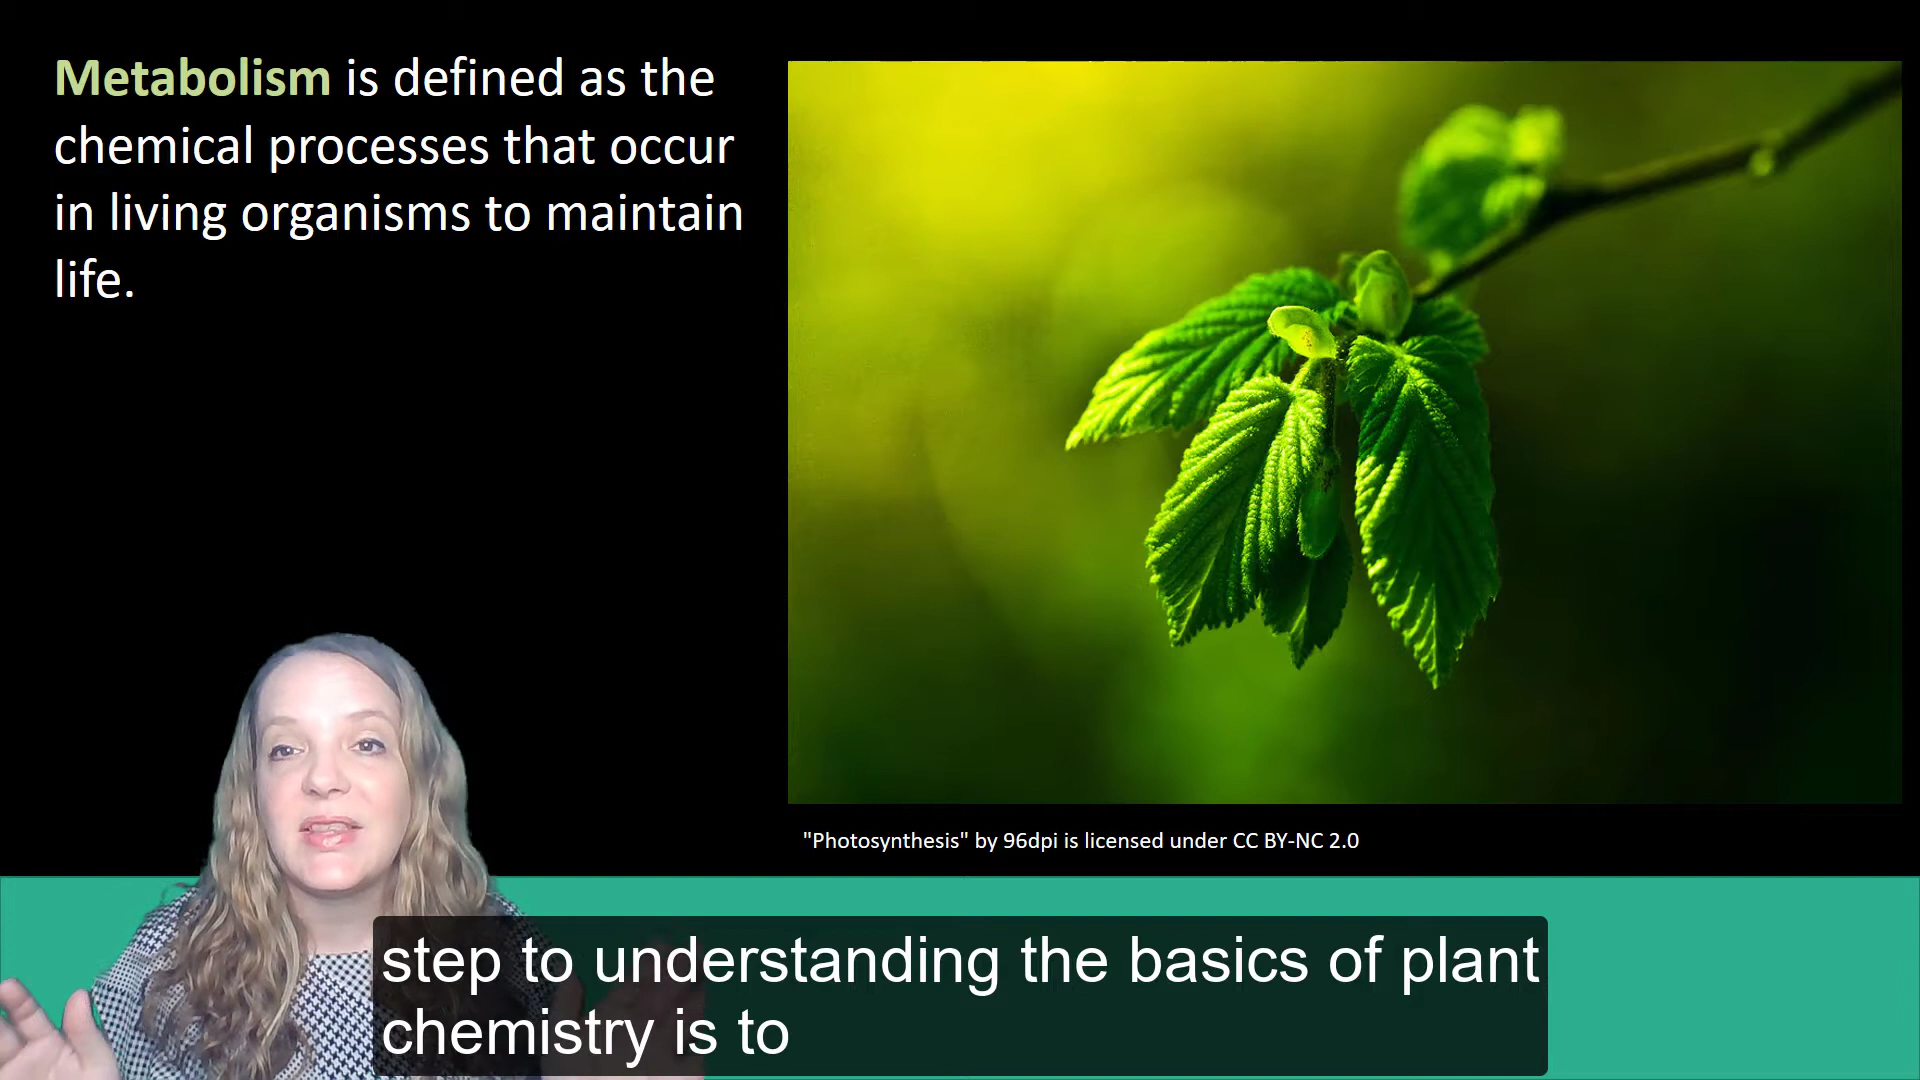 Metabolism is defined as the
chemical processes that occur
in living organisms to maintain
life.
"Photosynthesis" by 96dpi is licensed under CC BY-NC 2.0
step to understanding the basics of plant
chemistry is to